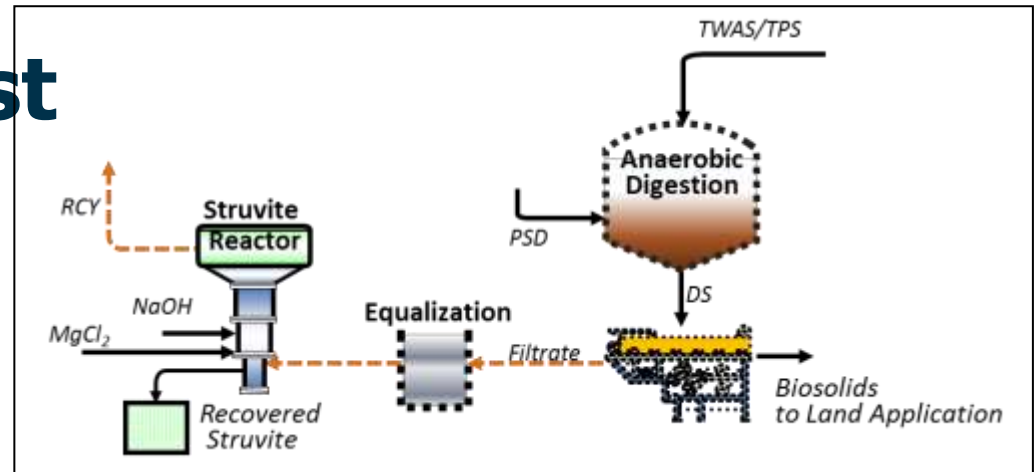 st
TWAS/TPS
Anaerobic
Digestion
RCY
Struvite
Reactor
PSD
DS
NaOH
Equalization
MgCl₂
Filtrate
Biosolids
to Land Application
Recovered
Struvite